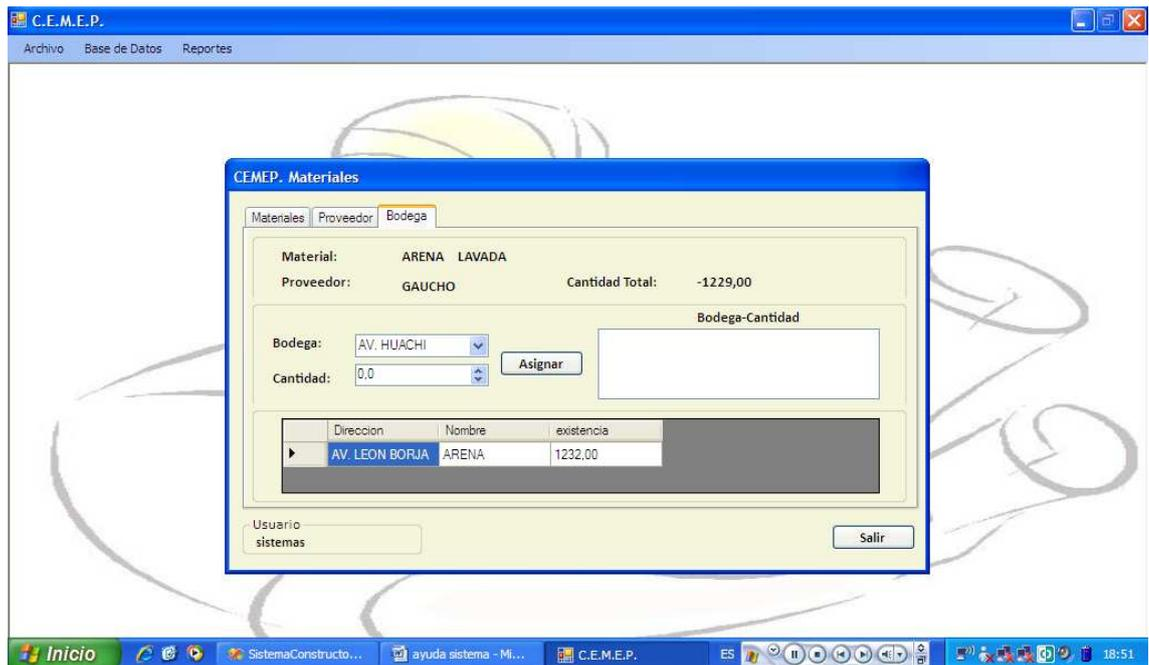 C.E.M.E.P.
Archivo Base de Datos Reportes
CEMEP. Materiales
Materiales Proveedor Bodega
Material: ARENA LAVADA
Proveedor: GAUCHO Cantidad Total: -1229,00
Bodega-Cantidad
Bodega: AV. HUACHI
Asignar
Cantidad: 0,0
Direccion Nombre existencia
AV. LEON BORJA ARENA 1232,00
Usuario
sistemas
Salir
Inicio SistemaConstructo... ayuda sistema - Mi... C.E.M.E.P. ES 18:51